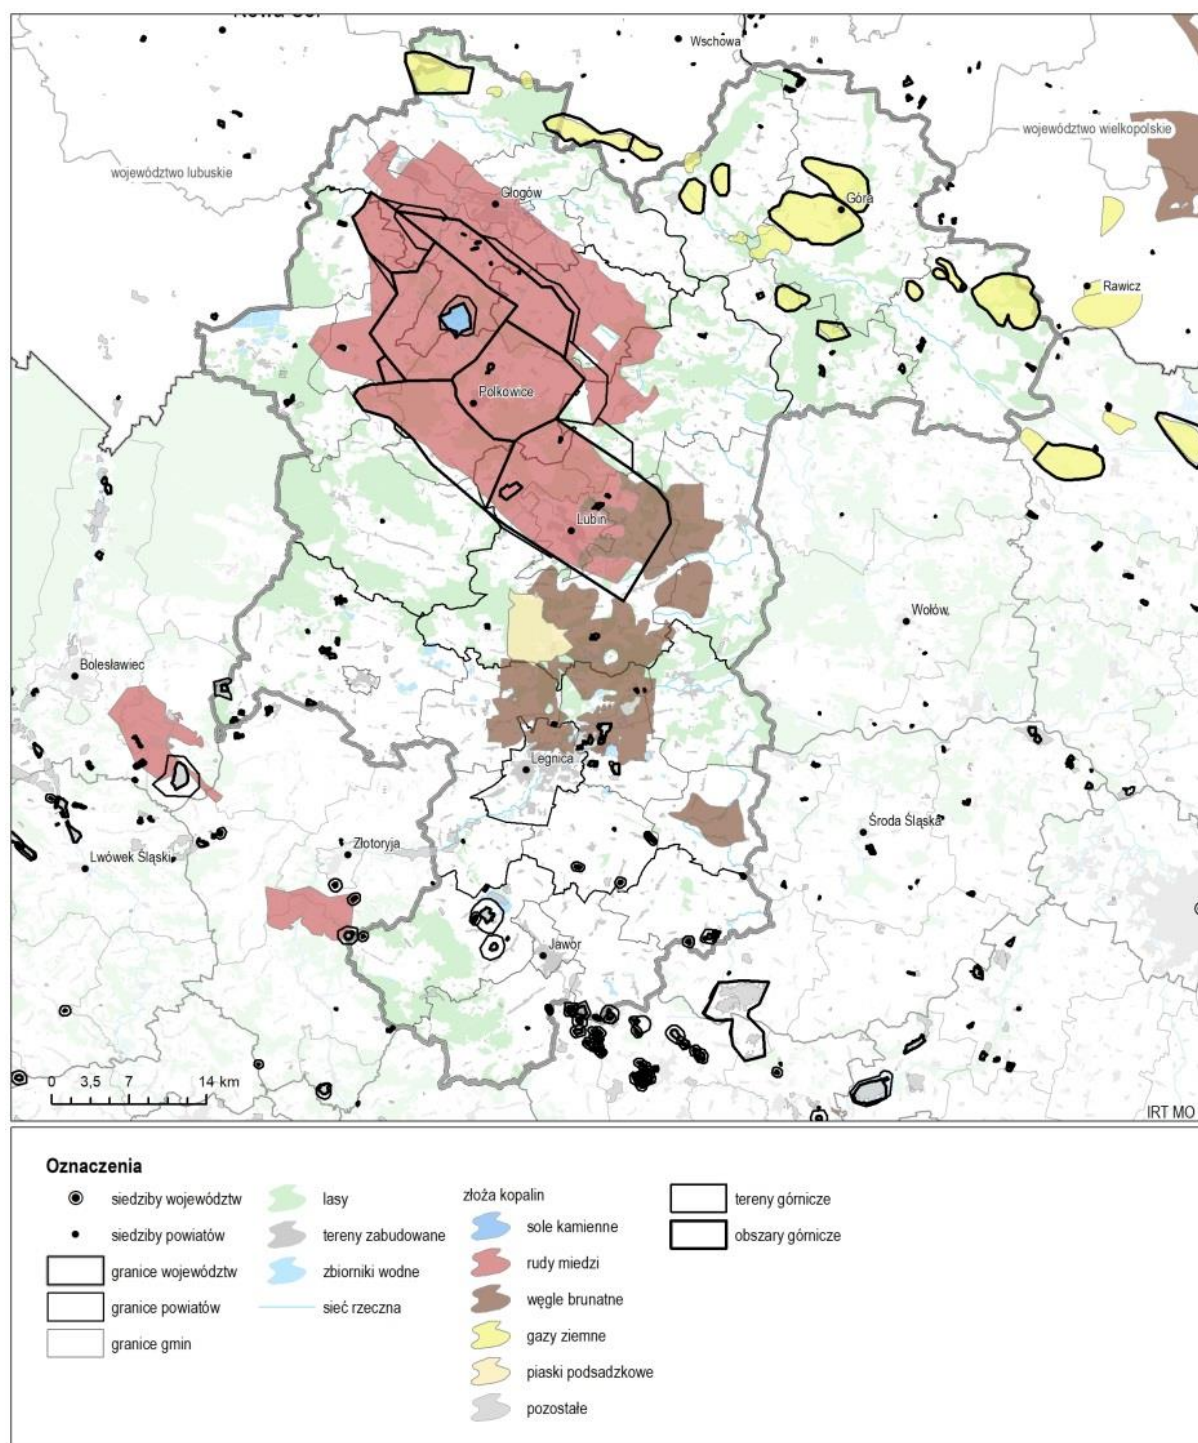 Wschowa
województwo lubuskie
województwo wielkopolskie
Głogów
Góra
Rawicz
Polkowice
Lubin
Wołów
Bolesławiec
Legnica
Środa Śląska
Złotoryja
Lwówek Śląski
Jawor
0 3,5 7 14 km
IRT MO
Oznaczenia
siedziby województw
siedziby powiatów
granice województw
granice powiatów
granice gmin
lasy
tereny zabudowane
zbiorniki wodne
sieć rzeczna
złoża kopalin
sole kamienne
rudy miedzi
węgle brunatne
gazy ziemne
piaski podsadzkowe
pozostałe
tereny górnicze
obszary górnicze